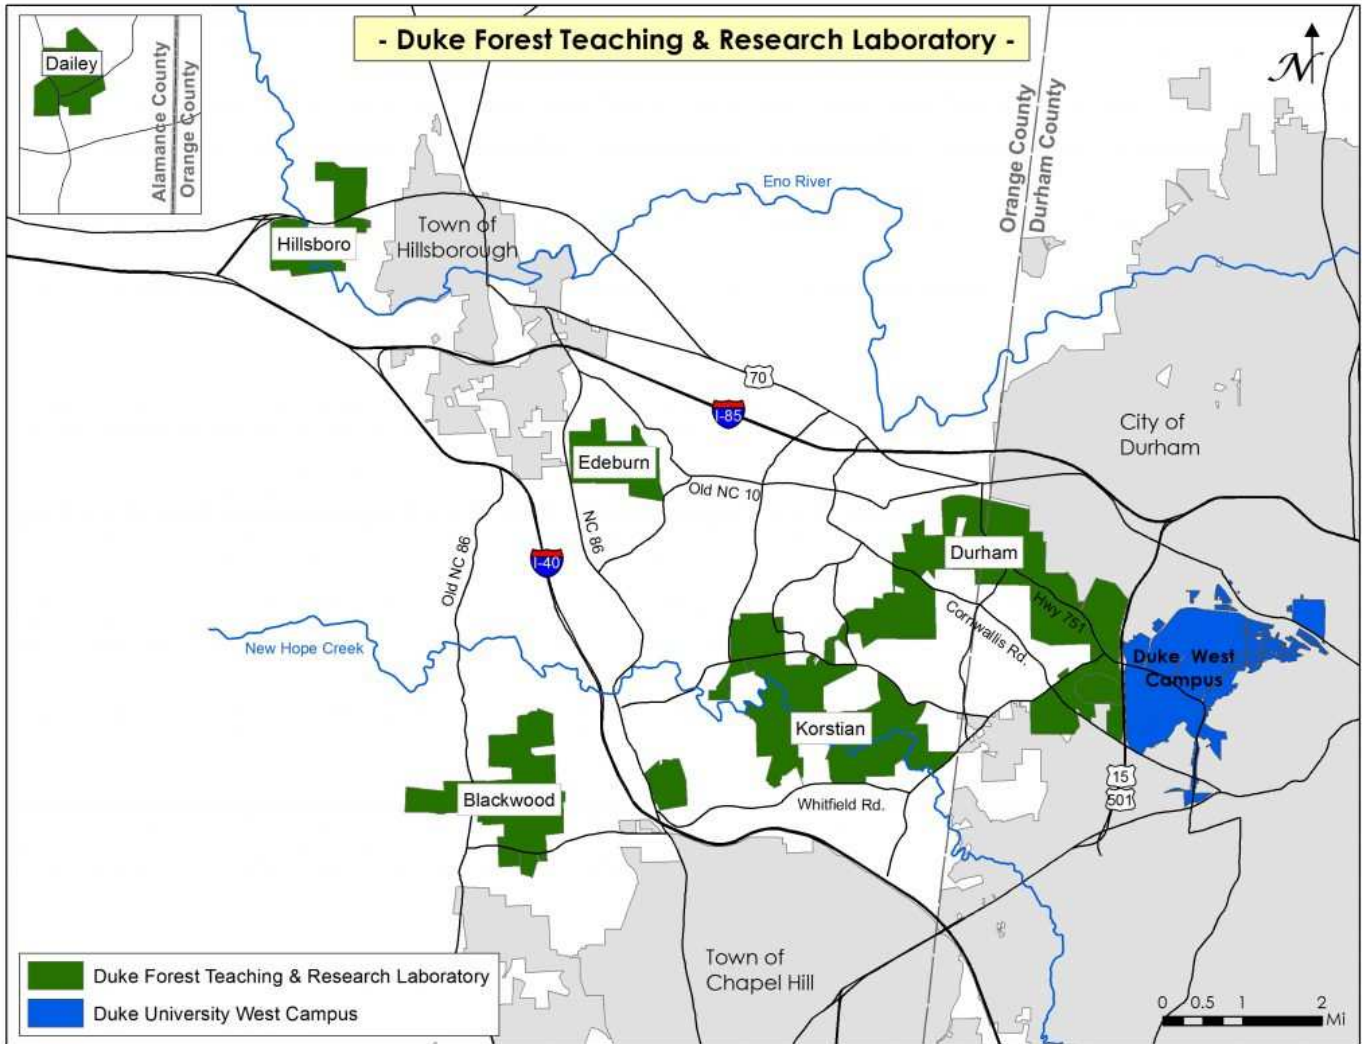 - Duke Forest Teaching & Research Laboratory -
N
Dailey
Alamance County
Orange County
Orange County
Durham County
Eno River
Town of
Hillsborough
Hillsboro
70
I-85
City of
Durham
Edeburn
Old NC 10
NC 86
Old NC 86
I-40
Durham
Hwy 751
Cornwallis Rd.
New Hope Creek
Duke West
Campus
Korstian
Blackwood
Whitfield Rd.
15
501
Town of
Chapel Hill
Duke Forest Teaching & Research Laboratory
Duke University West Campus
0 0.5 1 2
Mi